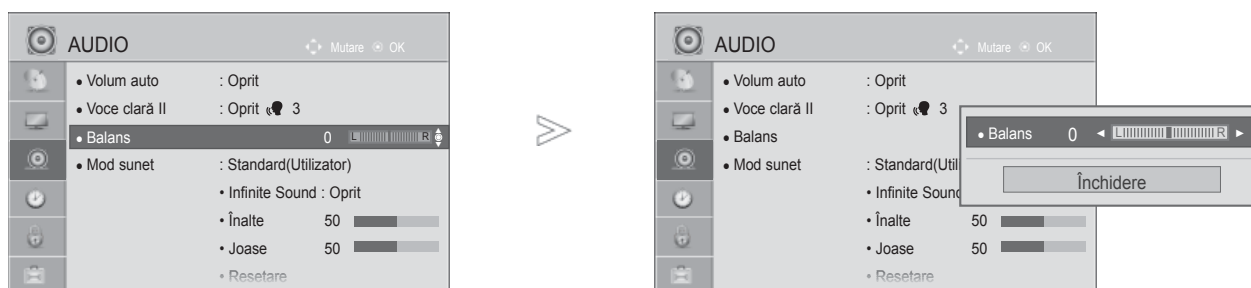 AUDIO
Mutare OK
• Volum auto : Oprit
• Voce clară II : Oprit 3
• Balans 0 L R
• Mod sunet : Standard(Utilizator)
• Infinite Sound : Oprit
• Înalte 50
• Joase 50
• Resetare
AUDIO
Mutare OK
• Volum auto : Oprit
• Voce clară II : Oprit 3
• Balans
• Mod sunet : Standard(Util
• Infinite Sound
• Înalte 50
• Joase 50
• Resetare
• Balans 0 ◄ L R ►
Închidere